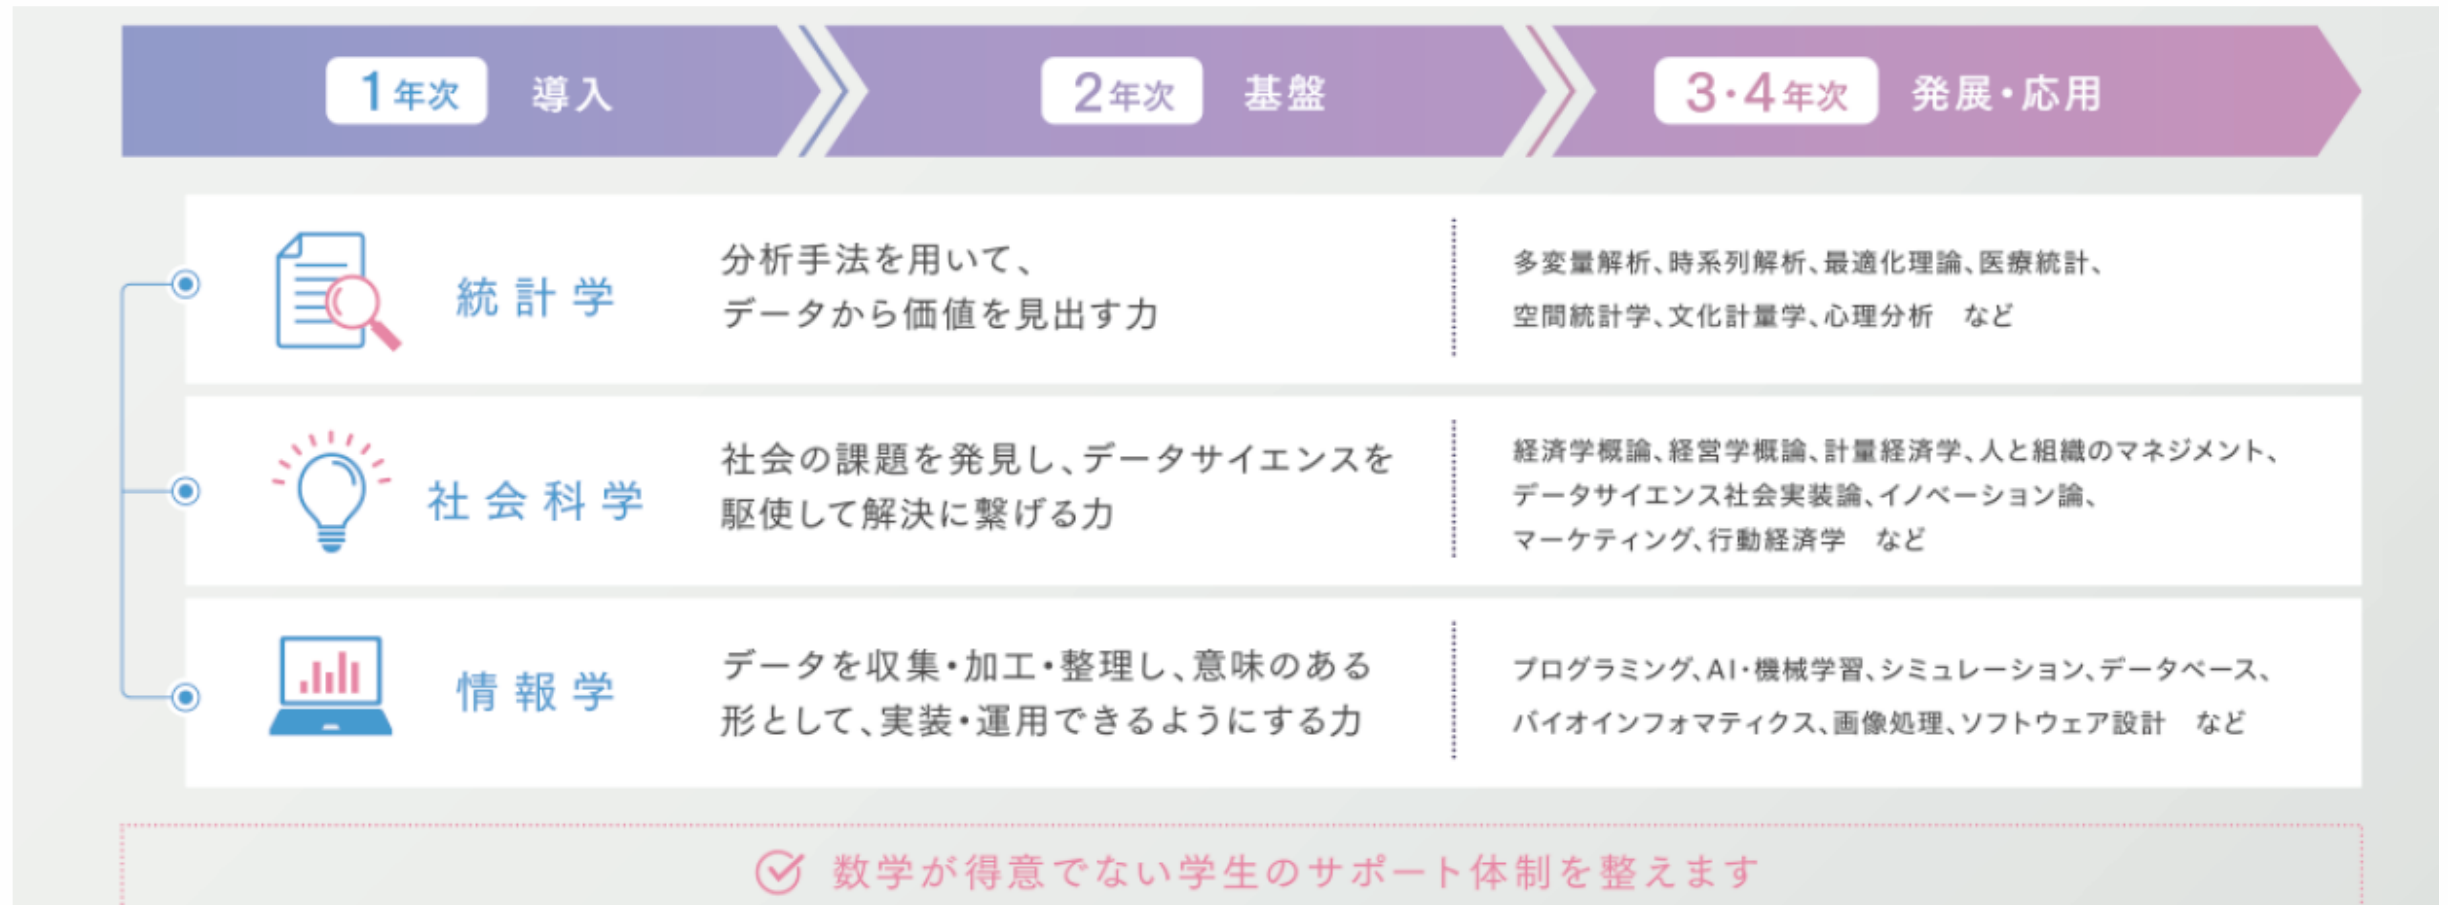 1年次 導入
2年次 基盤
3・4年次 発展・応用
統計学
分析手法を用いて、
データから価値を見出す力
多変量解析、時系列解析、最適化理論、医療統計、
空間統計学、文化計量学、心理分析　など
社会科学
社会の課題を発見し、データサイエンスを
駆使して解決に繋げる力
経済学概論、経営学概論、計量経済学、人と組織のマネジメント、
データサイエンス社会実装論、イノベーション論、
マーケティング、行動経済学　など
情報学
データを収集・加工・整理し、意味のある
形として、実装・運用できるようにする力
プログラミング、AI・機械学習、シミュレーション、データベース、
バイオインフォマティクス、画像処理、ソフトウェア設計　など
数学が得意でない学生のサポート体制を整えます